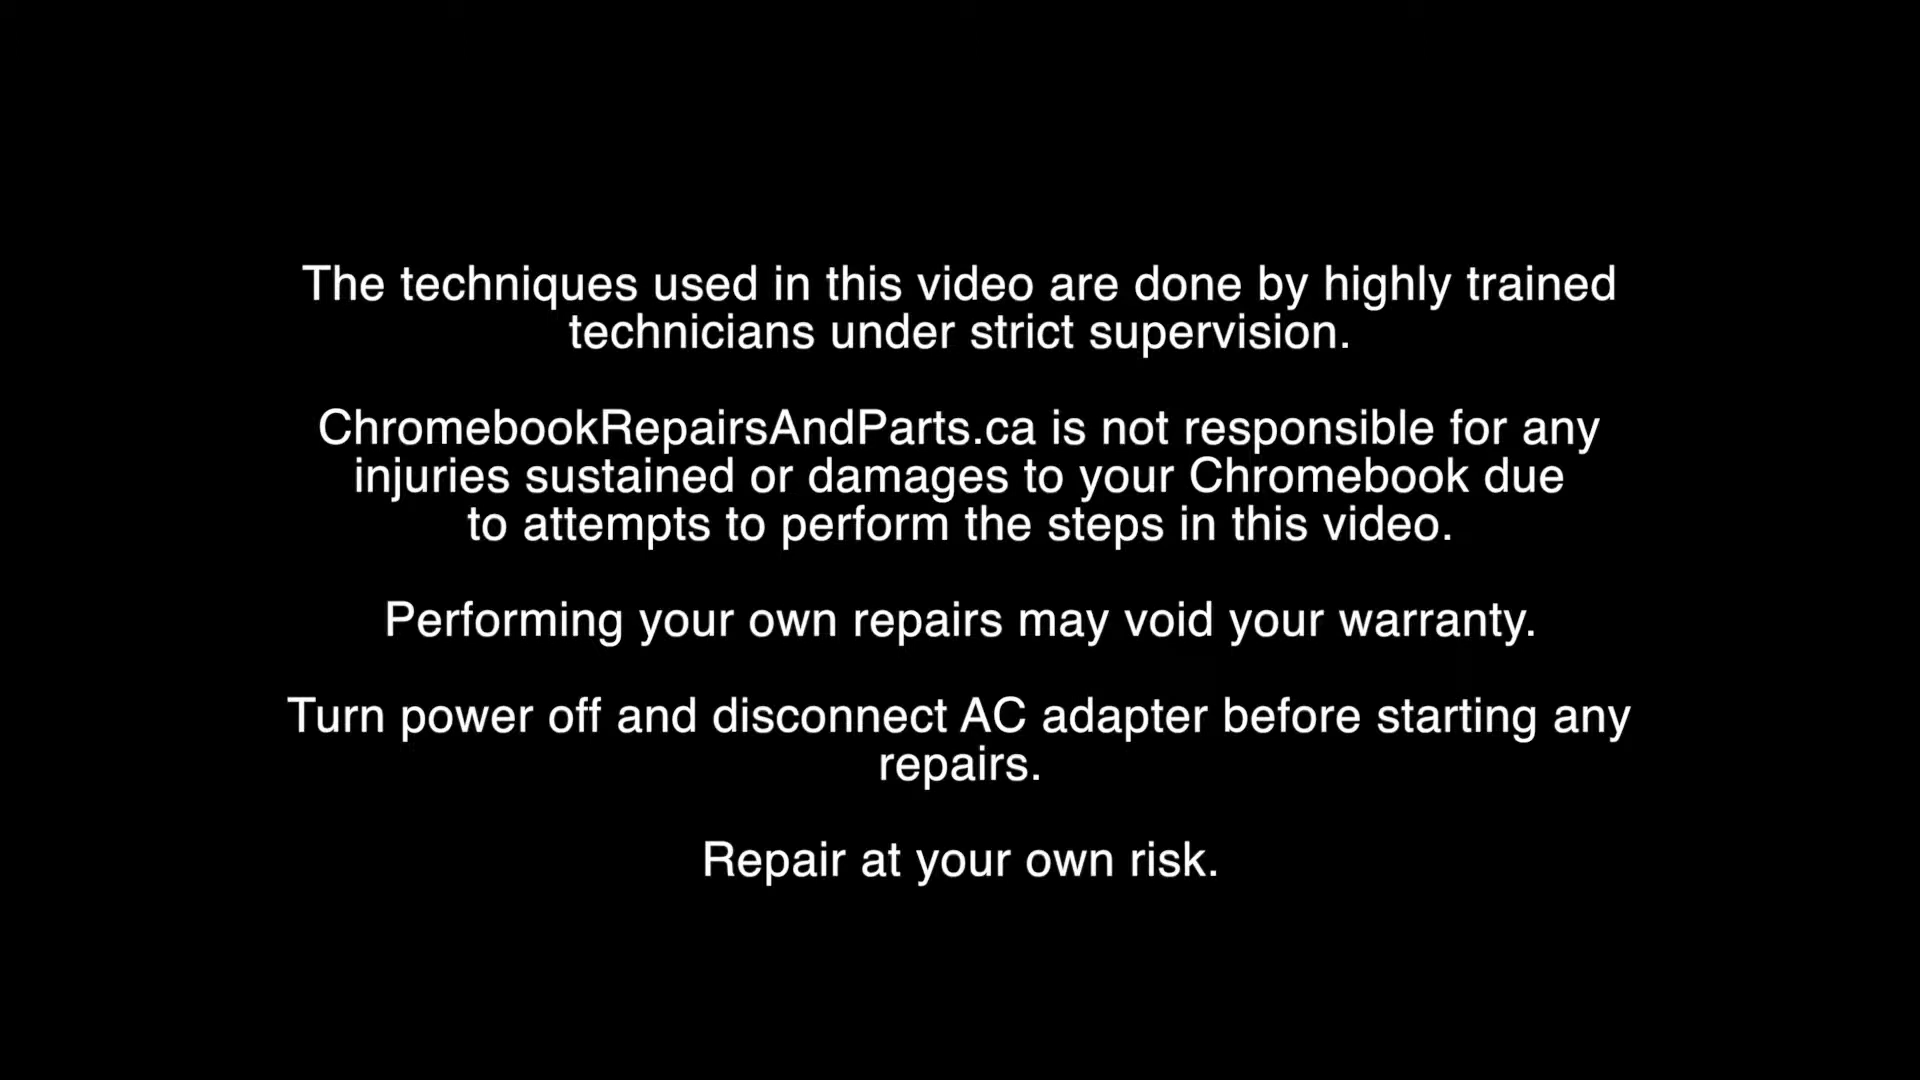 The techniques used in this video are done by highly trained
technicians under strict supervision.
ChromebookRepairsAndParts.ca is not responsible for any
injuries sustained or damages to your Chromebook due
to attempts to perform the steps in this video.
Performing your own repairs may void your warranty.
Turn power off and disconnect AC adapter before starting any
repairs.
Repair at your own risk.